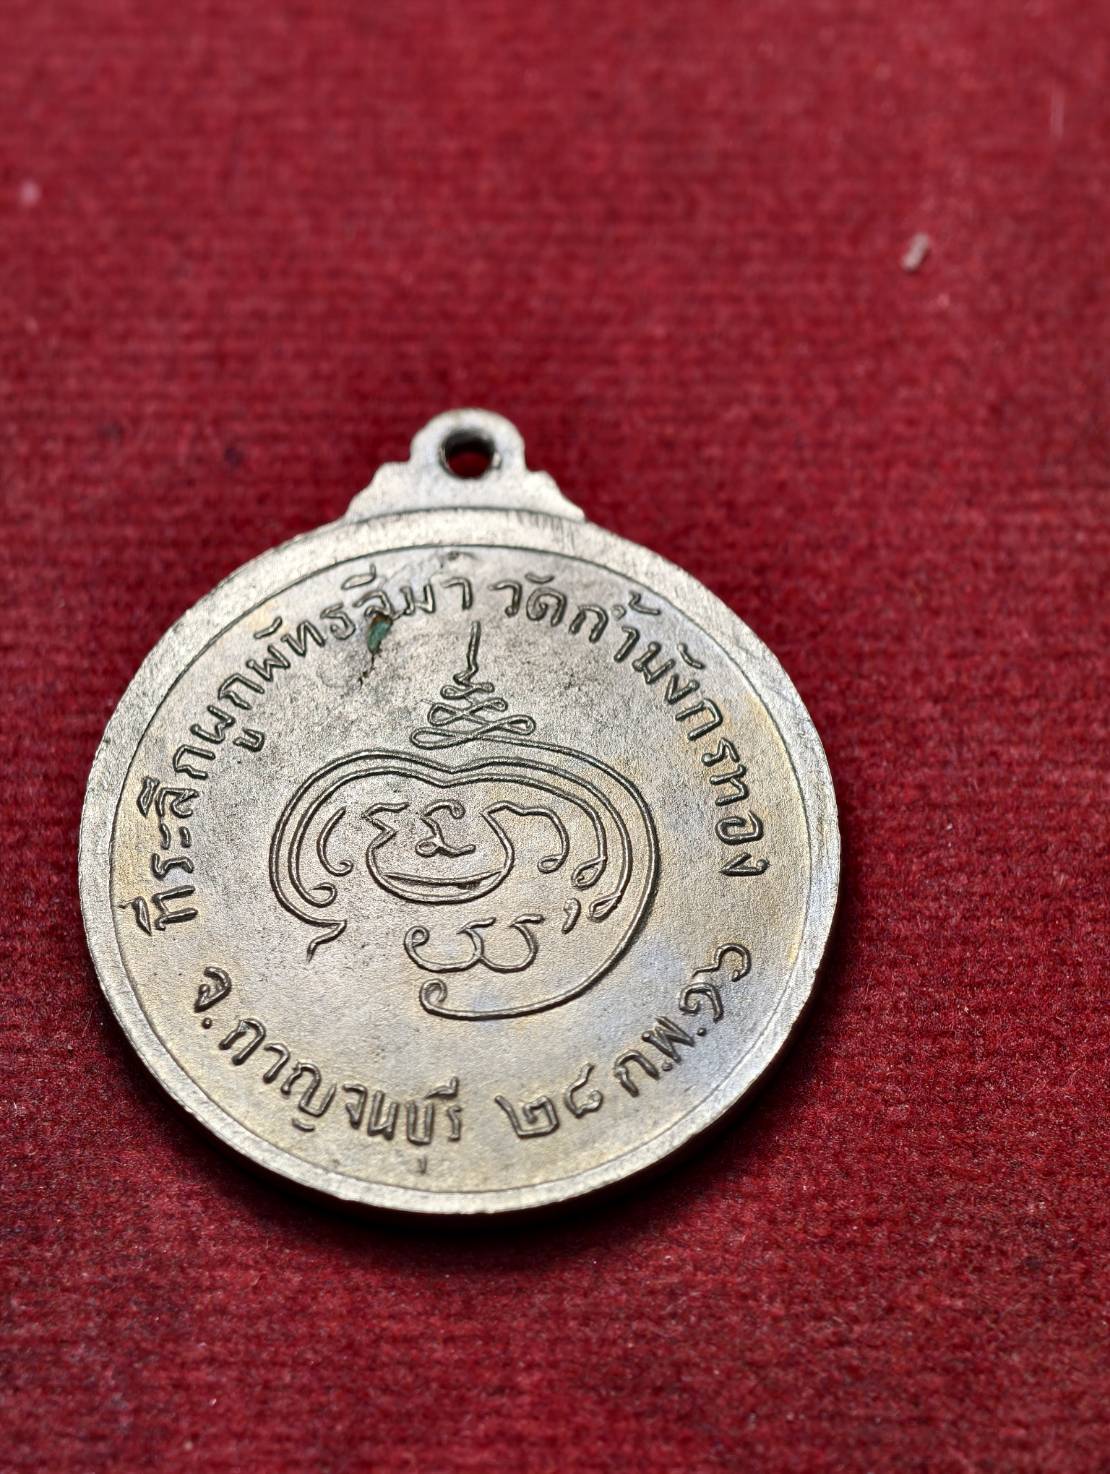 ที่ระลึกผูกพัทธสีมา วัดถ้ำมังกรทอง
จ.กาญจนบุรี ๒๘ ก.พ.๑๖